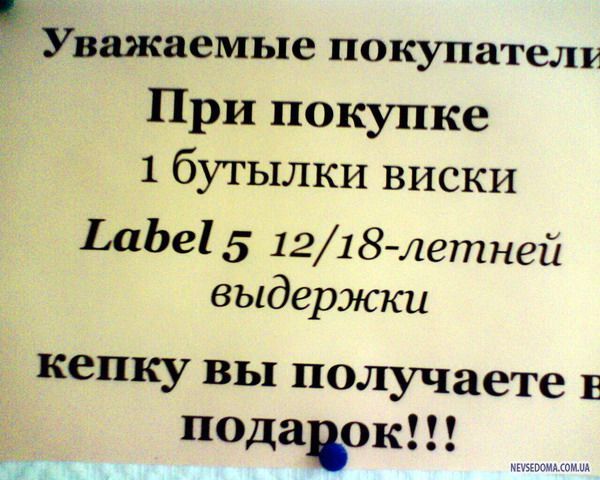 Уважаемые покупатели
При покупке
1 бутылки виски
Label 5 12/18-летней
выдержки
кепку вы получаете в
подарок!!!
NEVSEDOMA.COM.UA